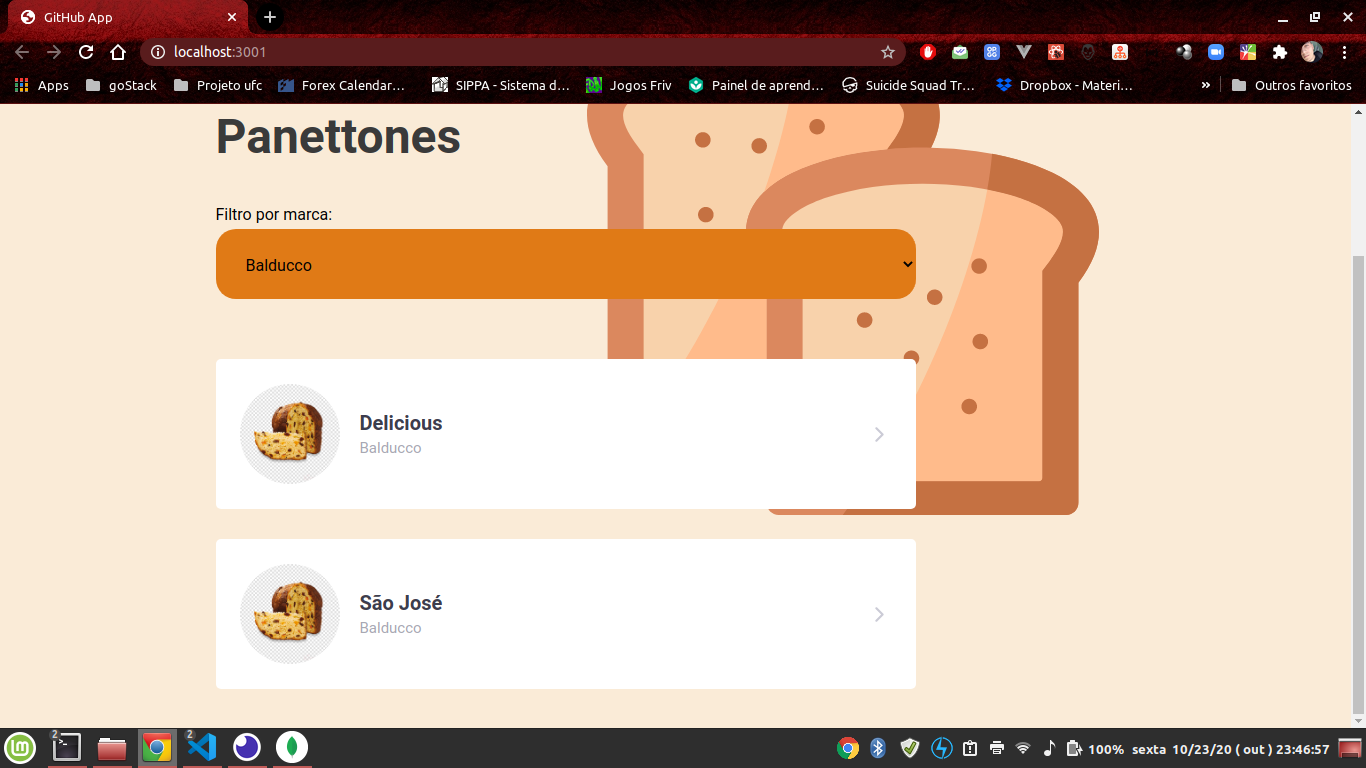 GitHub App
localhost:3001
Apps goStack Projeto ufc Forex Calendar… SIPPA - Sistema d… Jogos Friv Painel de aprend… Suicide Squad Tr… Dropbox - Materi… » Outros favoritos
Panettones
Filtro por marca:
Balducco
Delicious
Balducco
São José
Balducco
2 2 100% sexta 10/23/20 ( out ) 23:46:57